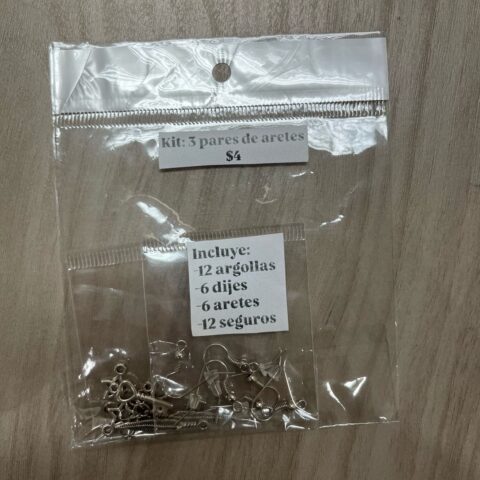 Kit: 3 pares de aretes
$4
Incluye:
-12 argollas
-6 dijes
-6 aretes
-12 seguros